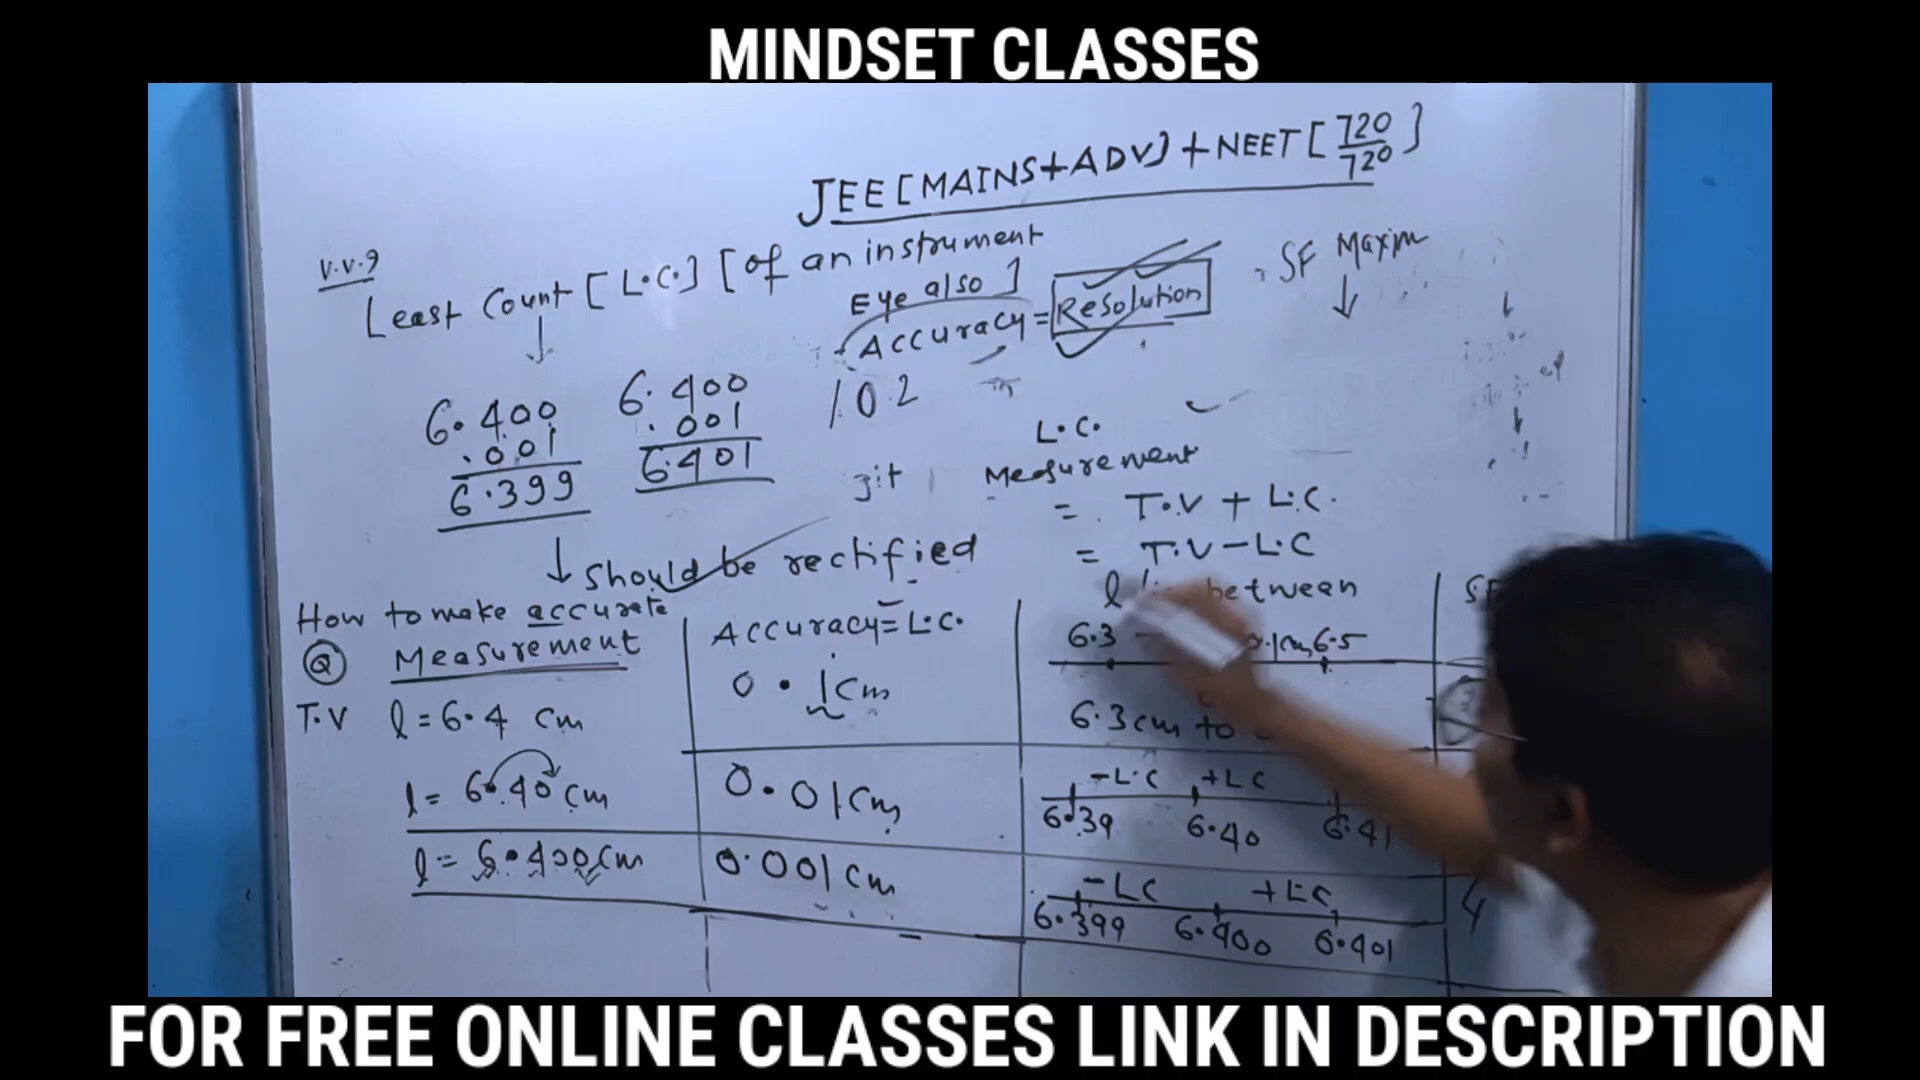 MINDSET CLASSES
JEE [MAINS+ADV] + NEET [720/720]
V.V.9
Least Count [L.C.] [of an instrument
Eye also]
Accuracy = Resolution
SF Maxim
6.400
.001
6.399
6.400
.001
6.401
10.2
L.C.
Measurement
= T.V + L.C.
= T.V - L.C
↓ Should be rectified
l between
How to make accurate
Q Measurement
Accuracy = L.C.
6.3 6.5
T.V l = 6.4 cm
0.1cm
6.3cm to
l = 6.40 cm
0.01cm
-L.C +LC
6.39 6.40 6.41
l = 6.400cm
0.001cm
-LC +LC
6.399 6.400 6.401
4
FOR FREE ONLINE CLASSES LINK IN DESCRIPTION